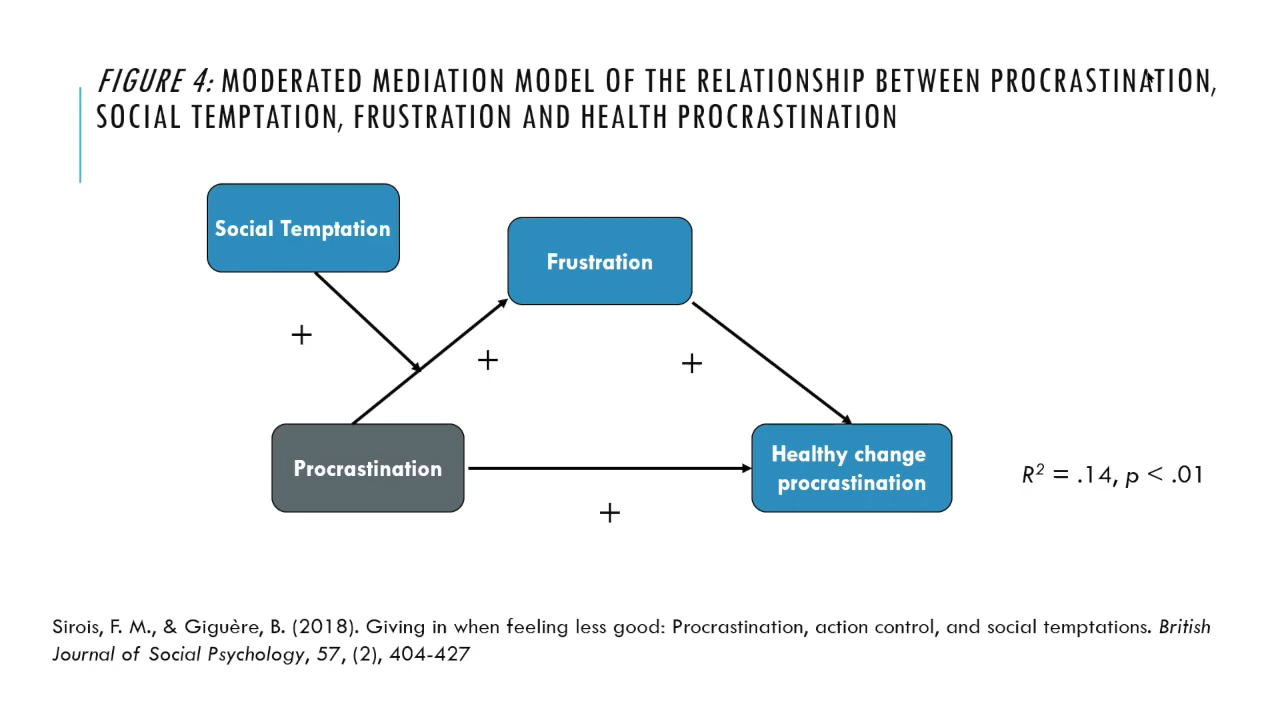 FIGURE 4: MODERATED MEDIATION MODEL OF THE RELATIONSHIP BETWEEN PROCRASTINATION,
SOCIAL TEMPTATION, FRUSTRATION AND HEALTH PROCRASTINATION
Social Temptation
Frustration
+
+
+
Procrastination
Healthy change
procrastination
R² = .14, p < .01
+
Sirois, F. M., & Giguère, B. (2018). Giving in when feeling less good: Procrastination, action control, and social temptations. British
Journal of Social Psychology, 57, (2), 404-427